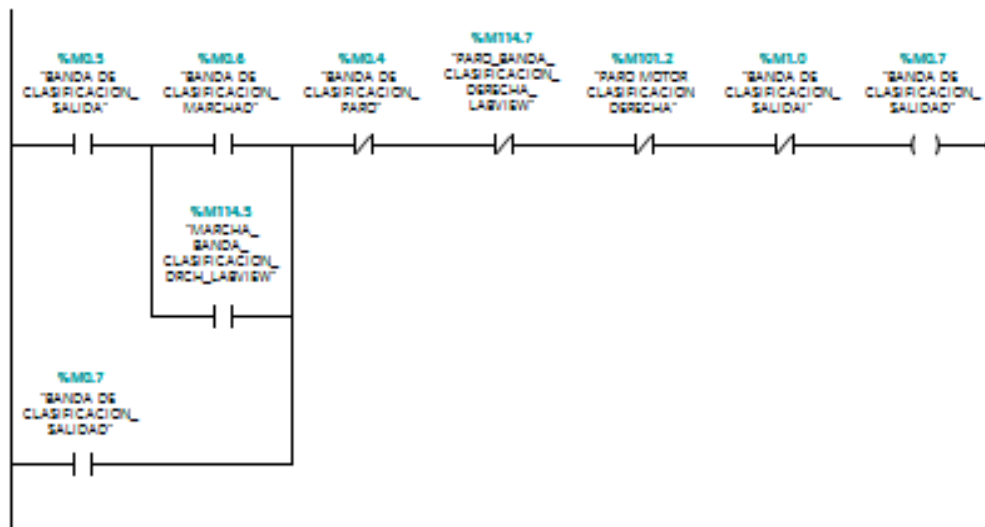 %M0.5
"BANDA DE
CLASIFICACION_
SALIDA"
%M0.6
"BANDA DE
CLASIFICACION_
MARCHAD"
%M0.4
"BANDA DE
CLASIFICACION_
PARO"
%M114.7
"PARO_BANDA_
CLASIFICACION_
DERECHA_
LABVIEW"
%M101.2
"PARO MOTOR
CLASIFICACION
DERECHA"
%M1.0
"BANDA DE
CLASIFICACION_
SALIDAI"
%M0.7
"BANDA DE
CLASIFICACION_
SALIDAD"
%M114.5
"MARCHA_
BANDA_
CLASIFICACION_
DRCH_LABVIEW"
%M0.7
"BANDA DE
CLASIFICACION_
SALIDAD"